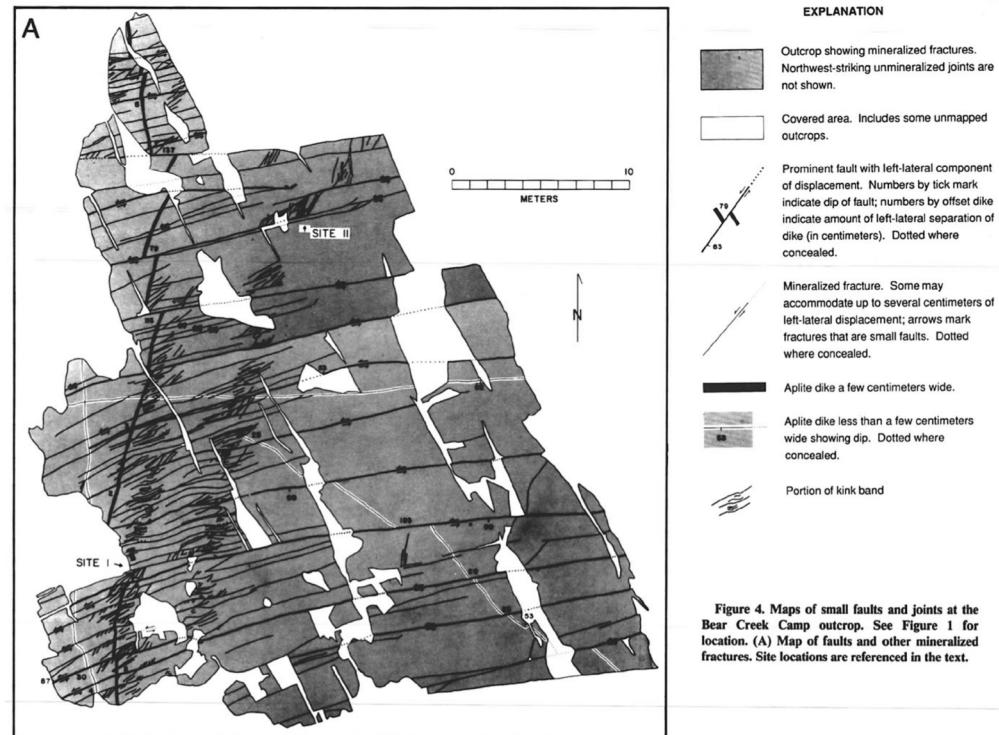 A
137
79
0
10
METERS
SITE II
N
SITE I
53
87
EXPLANATION
Outcrop showing mineralized fractures.
Northwest-striking unmineralized joints are
not shown.
Covered area. Includes some unmapped
outcrops.
Prominent fault with left-lateral component
of displacement. Numbers by tick mark
indicate dip of fault; numbers by offset dike
indicate amount of left-lateral separation of
dike (in centimeters). Dotted where
concealed.
79
83
Mineralized fracture. Some may
accommodate up to several centimeters of
left-lateral displacement; arrows mark
fractures that are small faults. Dotted
where concealed.
Aplite dike a few centimeters wide.
Aplite dike less than a few centimeters
wide showing dip. Dotted where
concealed.
Portion of kink band
Figure 4. Maps of small faults and joints at the
Bear Creek Camp outcrop. See Figure 1 for
location. (A) Map of faults and other mineralized
fractures. Site locations are referenced in the text.